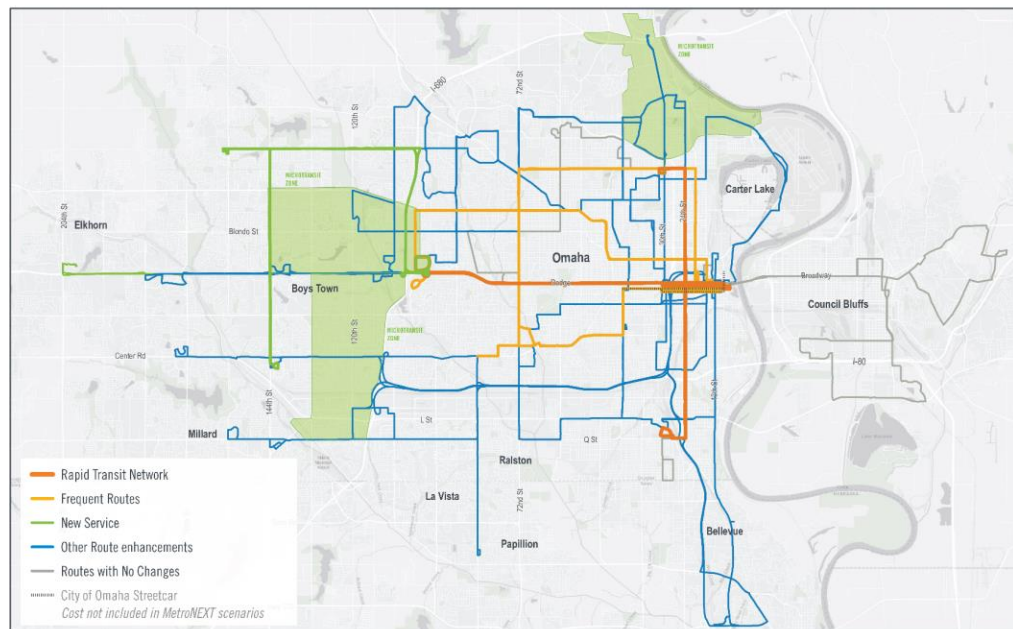 MICROTRANSIT
ZONE
I-680
72nd St
120th St
MICROTRANSIT
ZONE
Carter Lake
204th St
Elkhorn
Blondo St
30th St
24th St
Omaha
Boys Town
Dodge
Broadway
Council Bluffs
MICROTRANSIT
ZONE
120th St
Center Rd
I-80
144th St
10th St
L St
Millard
Q St
Ralston
La Vista
72nd St
Papillion
Bellevue
Rapid Transit Network
Frequent Routes
New Service
Other Route enhancements
Routes with No Changes
City of Omaha Streetcar
Cost not included in MetroNEXT scenarios